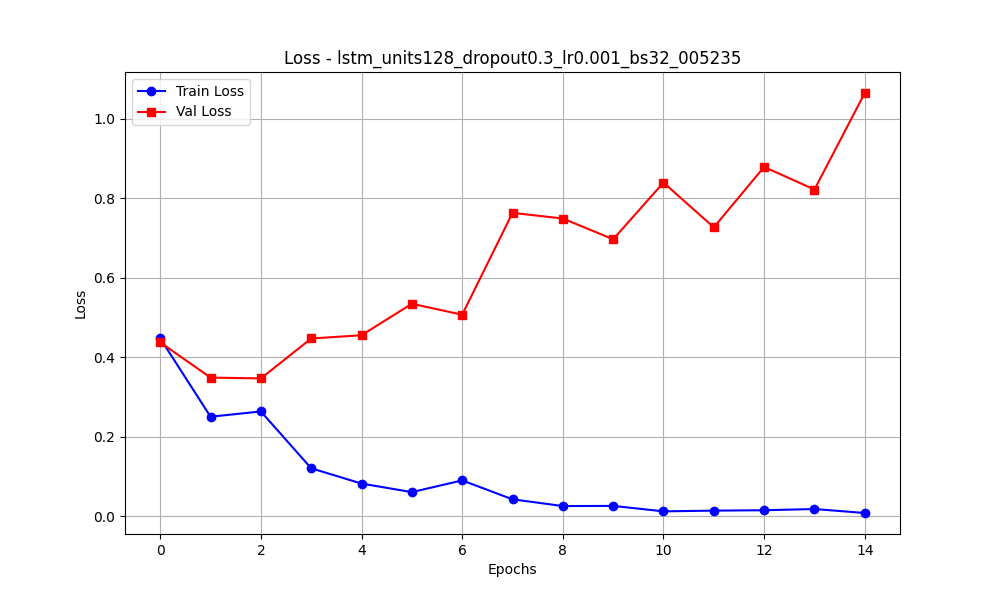 Loss - lstm_units128_dropout0.3_lr0.001_bs32_005235
Train Loss
Val Loss
1.0
0.8
0.6
0.4
0.2
0.0
Loss
0 2 4 6 8 10 12 14
Epochs